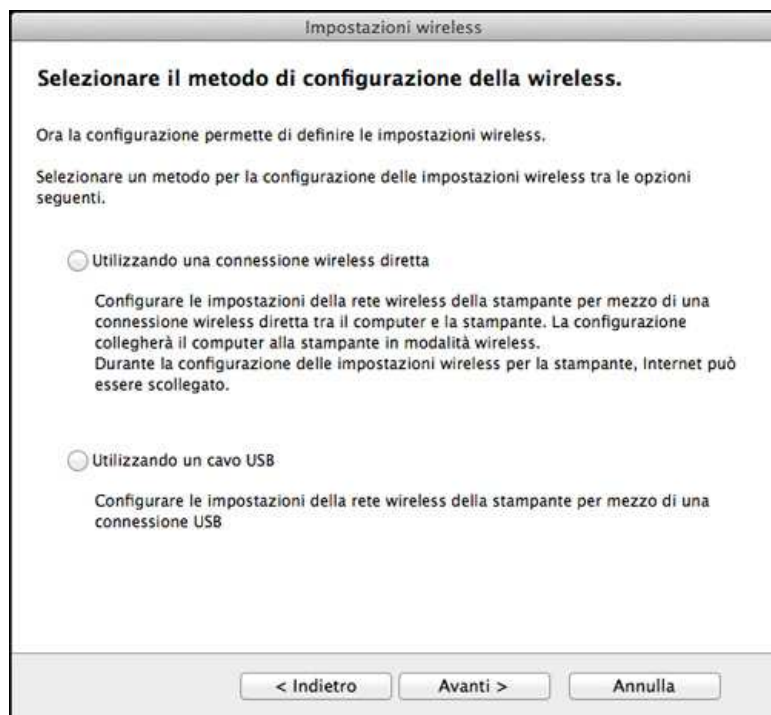 Impostazioni wireless
Selezionare il metodo di configurazione della wireless.
Ora la configurazione permette di definire le impostazioni wireless.
Selezionare un metodo per la configurazione delle impostazioni wireless tra le opzioni
seguenti.
Utilizzando una connessione wireless diretta
Configurare le impostazioni della rete wireless della stampante per mezzo di una
connessione wireless diretta tra il computer e la stampante. La configurazione
collegherà il computer alla stampante in modalità wireless.
Durante la configurazione delle impostazioni wireless per la stampante, Internet può
essere scollegato.
Utilizzando un cavo USB
Configurare le impostazioni della rete wireless della stampante per mezzo di una
connessione USB
< Indietro Avanti > Annulla